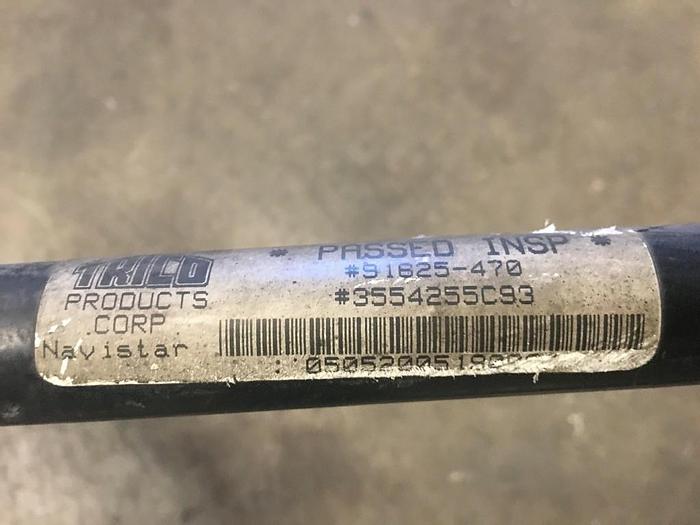 TRICO
PRODUCTS
CORP
Navistar
* PASSED INSP *
#91625-470
#3554255C93